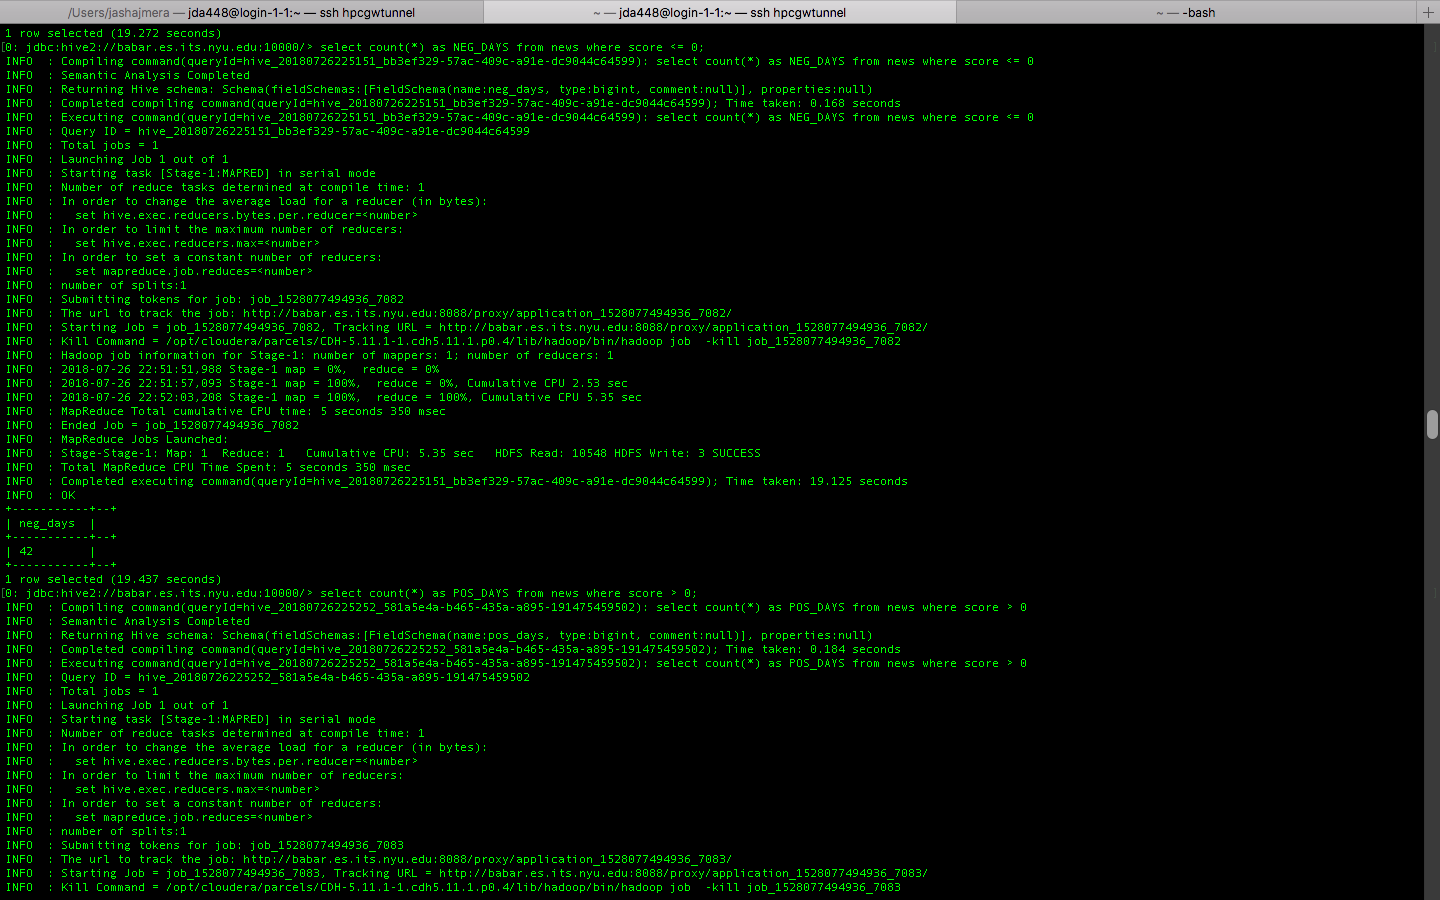 /Users/jashajmera — jda448@login-1-1:~ — ssh hpcgwtunnel
~ — jda448@login-1-1:~ — ssh hpcgwtunnel
~ — -bash
1 row selected (19.272 seconds)
[0: jdbc:hive2://babar.es.its.nyu.edu:10000/> select count(*) as NEG_DAYS from news where score <= 0;
INFO  : Compiling command(queryId=hive_20180726225151_bb3ef329-57ac-409c-a91e-dc9044c64599): select count(*) as NEG_DAYS from news where score <= 0
INFO  : Semantic Analysis Completed
INFO  : Returning Hive schema: Schema(fieldSchemas:[FieldSchema(name:neg_days, type:bigint, comment:null)], properties:null)
INFO  : Completed compiling command(queryId=hive_20180726225151_bb3ef329-57ac-409c-a91e-dc9044c64599); Time taken: 0.168 seconds
INFO  : Executing command(queryId=hive_20180726225151_bb3ef329-57ac-409c-a91e-dc9044c64599): select count(*) as NEG_DAYS from news where score <= 0
INFO  : Query ID = hive_20180726225151_bb3ef329-57ac-409c-a91e-dc9044c64599
INFO  : Total jobs = 1
INFO  : Launching Job 1 out of 1
INFO  : Starting task [Stage-1:MAPRED] in serial mode
INFO  : Number of reduce tasks determined at compile time: 1
INFO  : In order to change the average load for a reducer (in bytes):
INFO  :   set hive.exec.reducers.bytes.per.reducer=<number>
INFO  : In order to limit the maximum number of reducers:
INFO  :   set hive.exec.reducers.max=<number>
INFO  : In order to set a constant number of reducers:
INFO  :   set mapreduce.job.reduces=<number>
INFO  : number of splits:1
INFO  : Submitting tokens for job: job_1528077494936_7082
INFO  : The url to track the job: http://babar.es.its.nyu.edu:8088/proxy/application_1528077494936_7082/
INFO  : Starting Job = job_1528077494936_7082, Tracking URL = http://babar.es.its.nyu.edu:8088/proxy/application_1528077494936_7082/
INFO  : Kill Command = /opt/cloudera/parcels/CDH-5.11.1-1.cdh5.11.1.p0.4/lib/hadoop/bin/hadoop job  -kill job_1528077494936_7082
INFO  : Hadoop job information for Stage-1: number of mappers: 1; number of reducers: 1
INFO  : 2018-07-26 22:51:51,988 Stage-1 map = 0%,  reduce = 0%
INFO  : 2018-07-26 22:51:57,093 Stage-1 map = 100%,  reduce = 0%, Cumulative CPU 2.53 sec
INFO  : 2018-07-26 22:52:03,208 Stage-1 map = 100%,  reduce = 100%, Cumulative CPU 5.35 sec
INFO  : MapReduce Total cumulative CPU time: 5 seconds 350 msec
INFO  : Ended Job = job_1528077494936_7082
INFO  : MapReduce Jobs Launched:
INFO  : Stage-Stage-1: Map: 1  Reduce: 1   Cumulative CPU: 5.35 sec   HDFS Read: 10548 HDFS Write: 3 SUCCESS
INFO  : Total MapReduce CPU Time Spent: 5 seconds 350 msec
INFO  : Completed executing command(queryId=hive_20180726225151_bb3ef329-57ac-409c-a91e-dc9044c64599); Time taken: 19.125 seconds
INFO  : OK
+-----------+--+
| neg_days  |
+-----------+--+
| 42        |
+-----------+--+
1 row selected (19.437 seconds)
[0: jdbc:hive2://babar.es.its.nyu.edu:10000/> select count(*) as POS_DAYS from news where score > 0;
INFO  : Compiling command(queryId=hive_20180726225252_581a5e4a-b465-435a-a895-191475459502): select count(*) as POS_DAYS from news where score > 0
INFO  : Semantic Analysis Completed
INFO  : Returning Hive schema: Schema(fieldSchemas:[FieldSchema(name:pos_days, type:bigint, comment:null)], properties:null)
INFO  : Completed compiling command(queryId=hive_20180726225252_581a5e4a-b465-435a-a895-191475459502); Time taken: 0.184 seconds
INFO  : Executing command(queryId=hive_20180726225252_581a5e4a-b465-435a-a895-191475459502): select count(*) as POS_DAYS from news where score > 0
INFO  : Query ID = hive_20180726225252_581a5e4a-b465-435a-a895-191475459502
INFO  : Total jobs = 1
INFO  : Launching Job 1 out of 1
INFO  : Starting task [Stage-1:MAPRED] in serial mode
INFO  : Number of reduce tasks determined at compile time: 1
INFO  : In order to change the average load for a reducer (in bytes):
INFO  :   set hive.exec.reducers.bytes.per.reducer=<number>
INFO  : In order to limit the maximum number of reducers:
INFO  :   set hive.exec.reducers.max=<number>
INFO  : In order to set a constant number of reducers:
INFO  :   set mapreduce.job.reduces=<number>
INFO  : number of splits:1
INFO  : Submitting tokens for job: job_1528077494936_7083
INFO  : The url to track the job: http://babar.es.its.nyu.edu:8088/proxy/application_1528077494936_7083/
INFO  : Starting Job = job_1528077494936_7083, Tracking URL = http://babar.es.its.nyu.edu:8088/proxy/application_1528077494936_7083/
INFO  : Kill Command = /opt/cloudera/parcels/CDH-5.11.1-1.cdh5.11.1.p0.4/lib/hadoop/bin/hadoop job  -kill job_1528077494936_7083